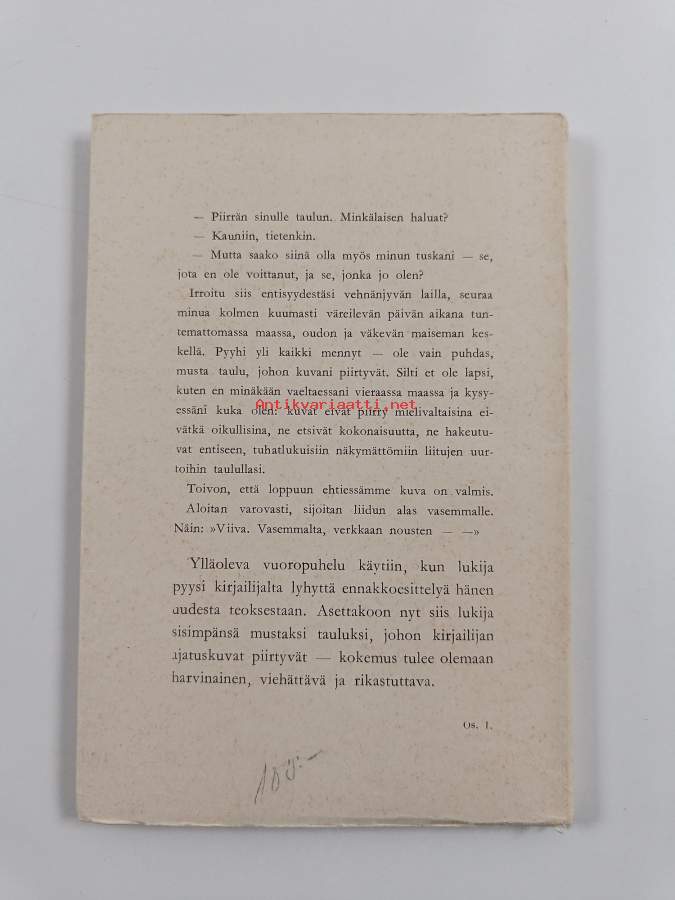 — Piirrän sinulle taulun. Minkälaisen haluat?
— Kauniin, tietenkin.
— Mutta saako siinä olla myös minun tuskani — se,
jota en ole voittanut, ja se, jonka jo olen?
Irroitu siis entisyydestäsi vehnänjyvän lailla, seuraa
minua kolmen kuumasti väreilevän päivän aikana tun-
temattomassa maassa, oudon ja väkevän maiseman kes-
kellä. Pyyhi yli kaikki mennyt — ole vain puhdas,
musta taulu, johon kuvani piirtyvät. Silti et ole lapsi,
kuten en minäkään vaeltaessani vieraassa maassa ja kysy-
essäni kuka olen: kuvat eivät piirry mielivaltaisina ei-
Antikvariaatti.net
vätkä oikullisina, ne etsivät kokonaisuutta, ne hakeutu-
vat entiseen, tuhatlukuisiin näkymättömiin liitujen uur-
toihin taulullasi.
Toivon, että loppuun ehtiessämme kuva on valmis.
Aloitan varovasti, sijoitan liidun alas vasemmalle.
Näin: »Viiva. Vasemmalta, verkkaan nousten — —»
Ylläoleva vuoropuhelu käytiin, kun lukija
pyysi kirjailijalta lyhyttä ennakkoesittelyä hänen
uudesta teoksestaan. Asettakoon nyt siis lukija
sisimpänsä mustaksi tauluksi, johon kirjailijan
ajatuskuvat piirtyvät — kokemus tulee olemaan
harvinainen, viehättävä ja rikastuttava.
Os. 1.